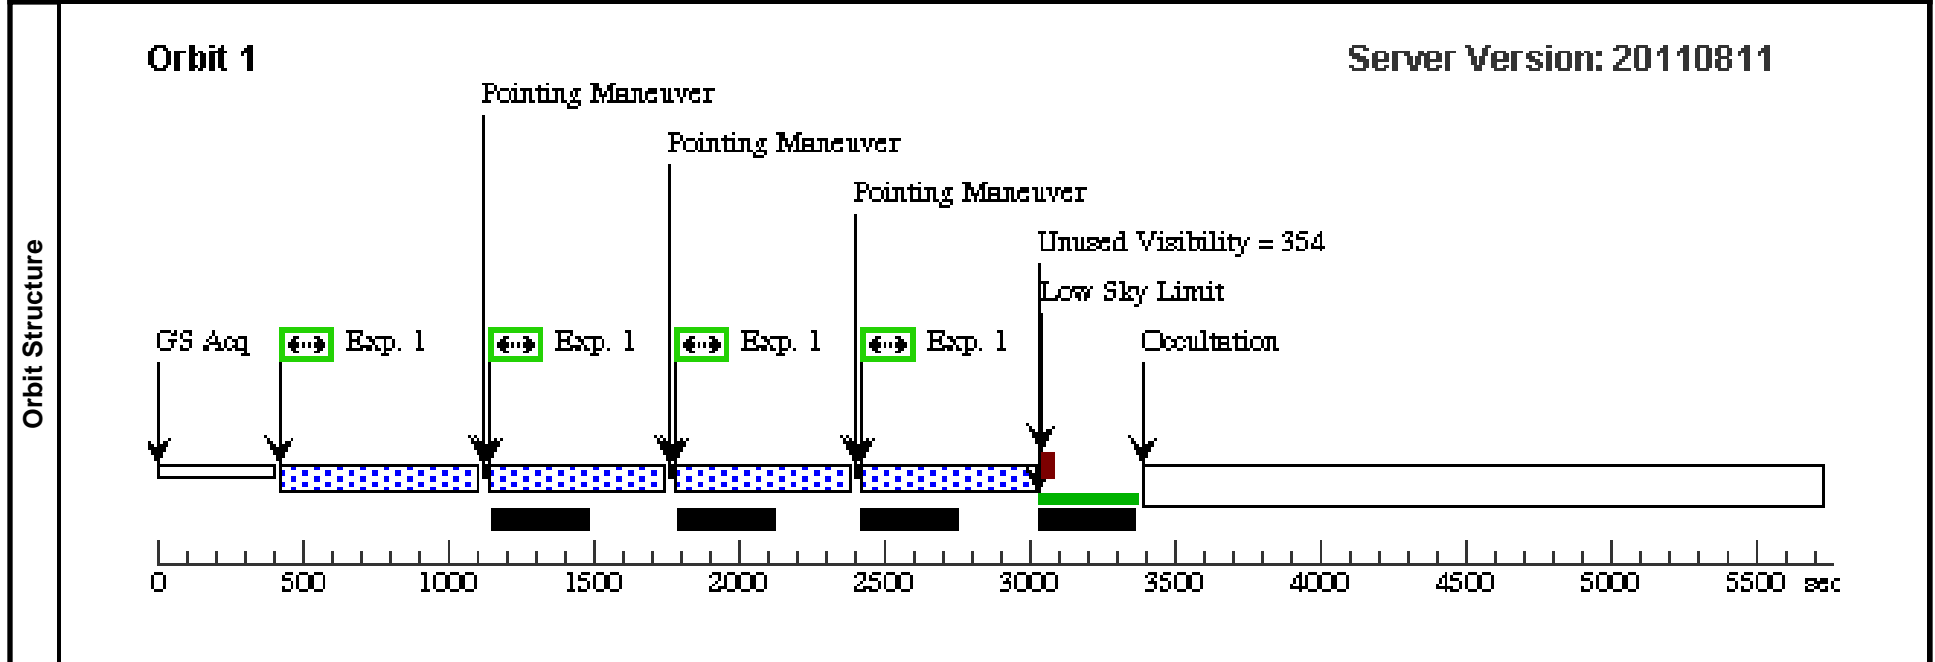 Orbit Structure
Orbit 1
Server Version: 20110811
Pointing Maneuver
Pointing Maneuver
Pointing Maneuver
Unused Visibility = 354
Low Sky Limit
GS Acq
Exp. 1
Exp. 1
Exp. 1
Exp. 1
Occultation
0 500 1000 1500 2000 2500 3000 3500 4000 4500 5000 5500 sec